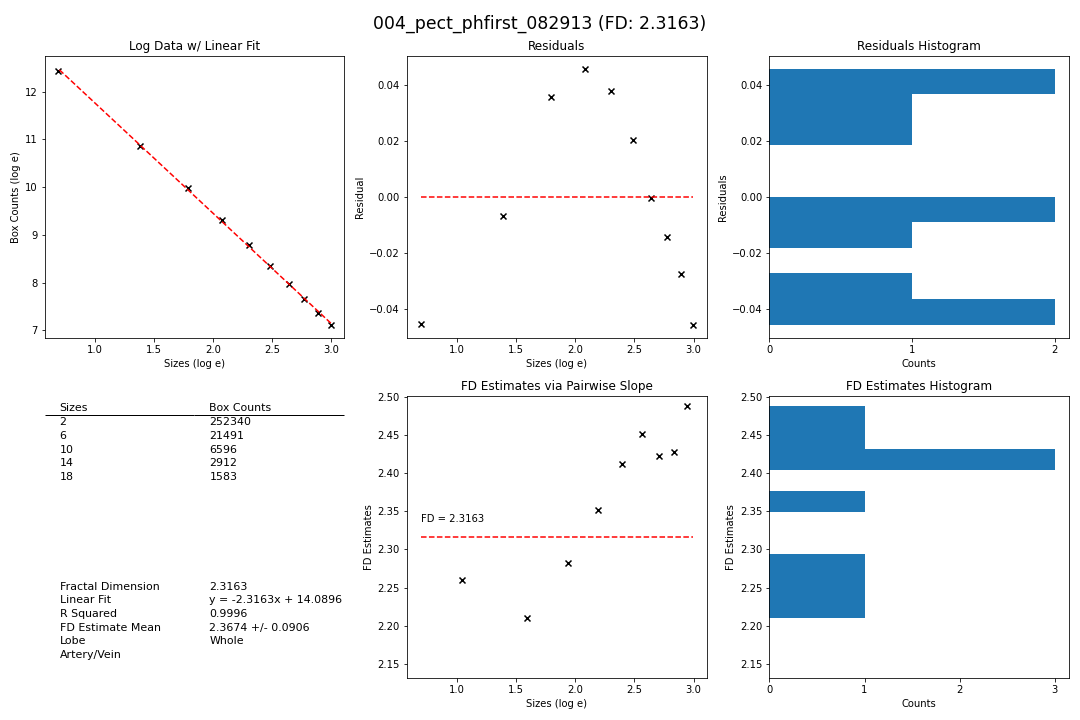 004_pect_phfirst_082913 (FD: 2.3163)
Log Data w/ Linear Fit
Box Counts (log e)
12
11
10
9
8
7
1.0 1.5 2.0 2.5 3.0
Sizes (log e)
Residuals
Residual
0.04
0.02
0.00
−0.02
−0.04
1.0 1.5 2.0 2.5 3.0
Sizes (log e)
Residuals Histogram
Residuals
0.04
0.02
0.00
−0.02
−0.04
0 1 2
Counts
Sizes Box Counts
2 252340
6 21491
10 6596
14 2912
18 1583
Fractal Dimension 2.3163
Linear Fit y = -2.3163x + 14.0896
R Squared 0.9996
FD Estimate Mean 2.3674 +/- 0.0906
Lobe Whole
Artery/Vein
FD Estimates via Pairwise Slope
FD Estimates
2.50
2.45
2.40
2.35
2.30
2.25
2.20
2.15
FD = 2.3163
1.0 1.5 2.0 2.5 3.0
Sizes (log e)
FD Estimates Histogram
FD Estimates
2.50
2.45
2.40
2.35
2.30
2.25
2.20
2.15
0 1 2 3
Counts